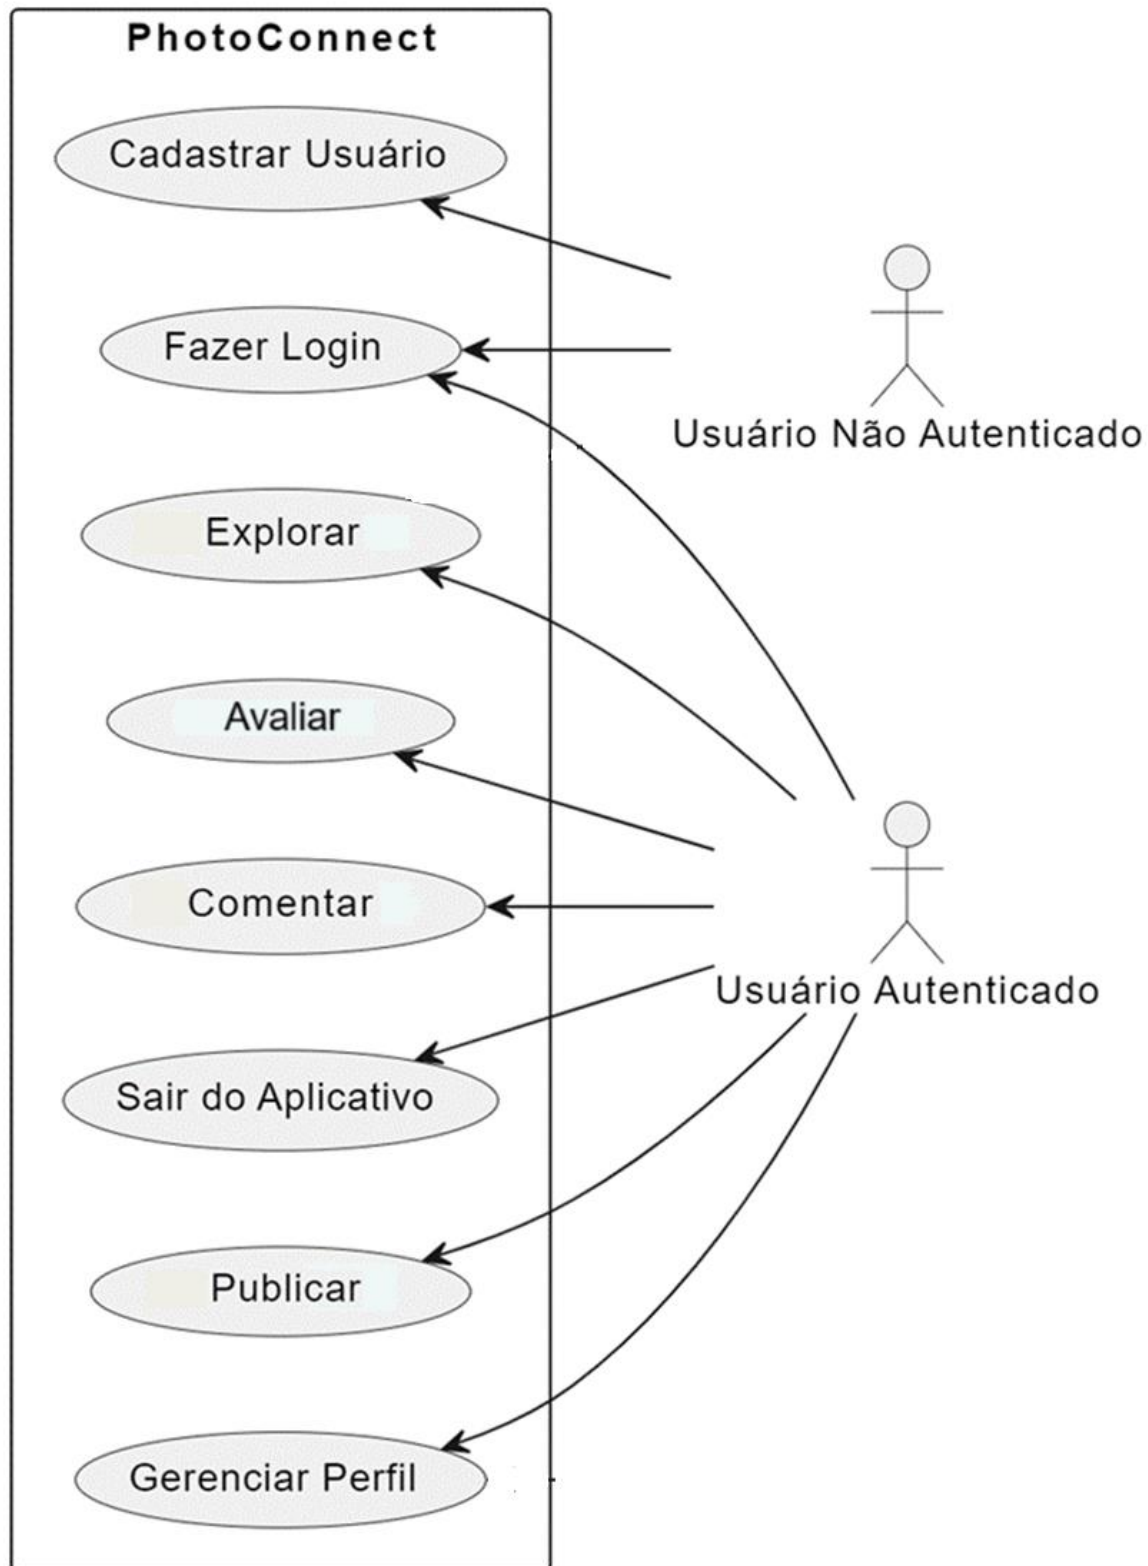 PhotoConnect
Cadastrar Usuário
Fazer Login
Usuário Não Autenticado
Explorar
Avaliar
Comentar
Usuário Autenticado
Sair do Aplicativo
Publicar
Gerenciar Perfil